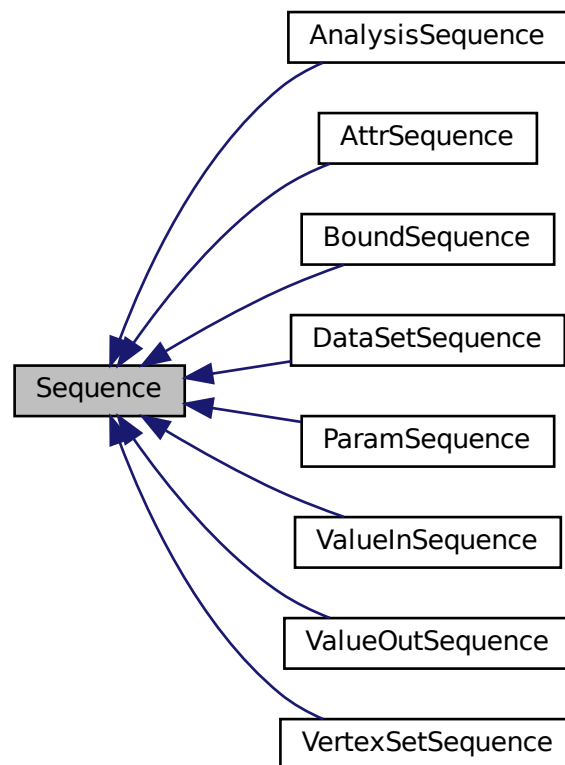 AnalysisSequence
AttrSequence
BoundSequence
DataSetSequence
Sequence
ParamSequence
ValueInSequence
ValueOutSequence
VertexSetSequence